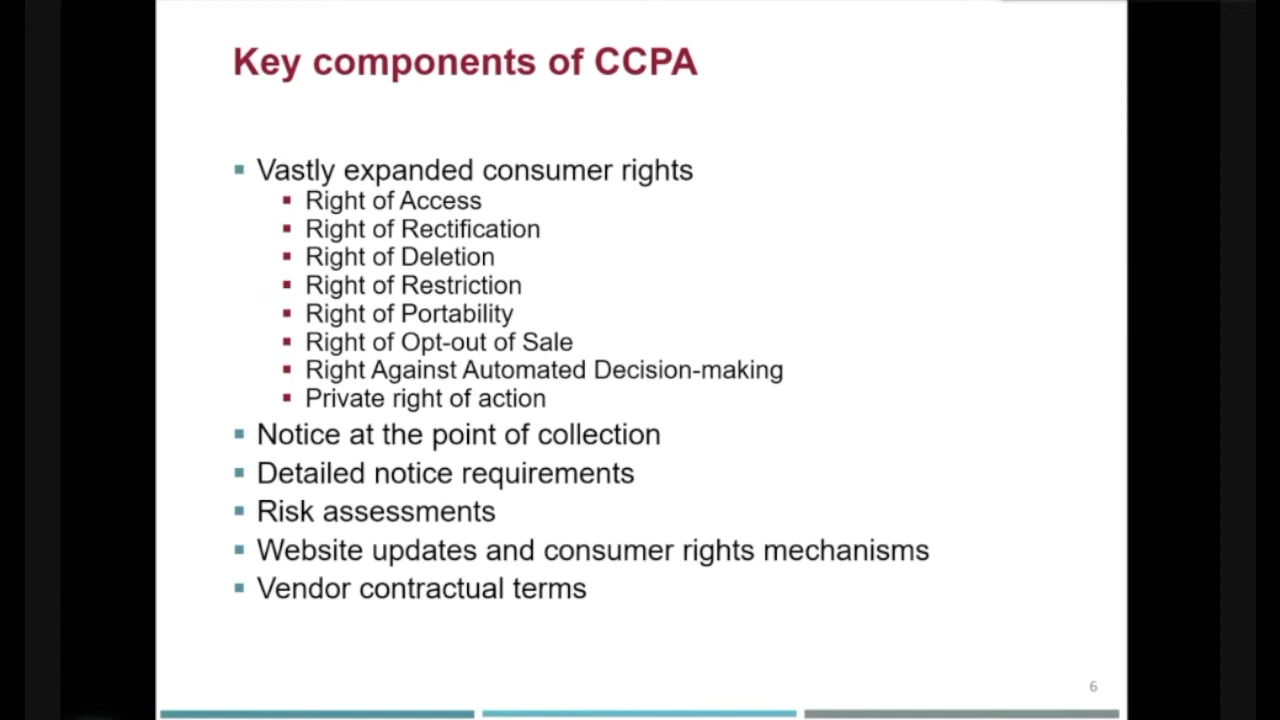 Key components of CCPA
Vastly expanded consumer rights
Right of Access
Right of Rectification
Right of Deletion
Right of Restriction
Right of Portability
Right of Opt-out of Sale
Right Against Automated Decision-making
Private right of action
Notice at the point of collection
Detailed notice requirements
Risk assessments
Website updates and consumer rights mechanisms
Vendor contractual terms
6